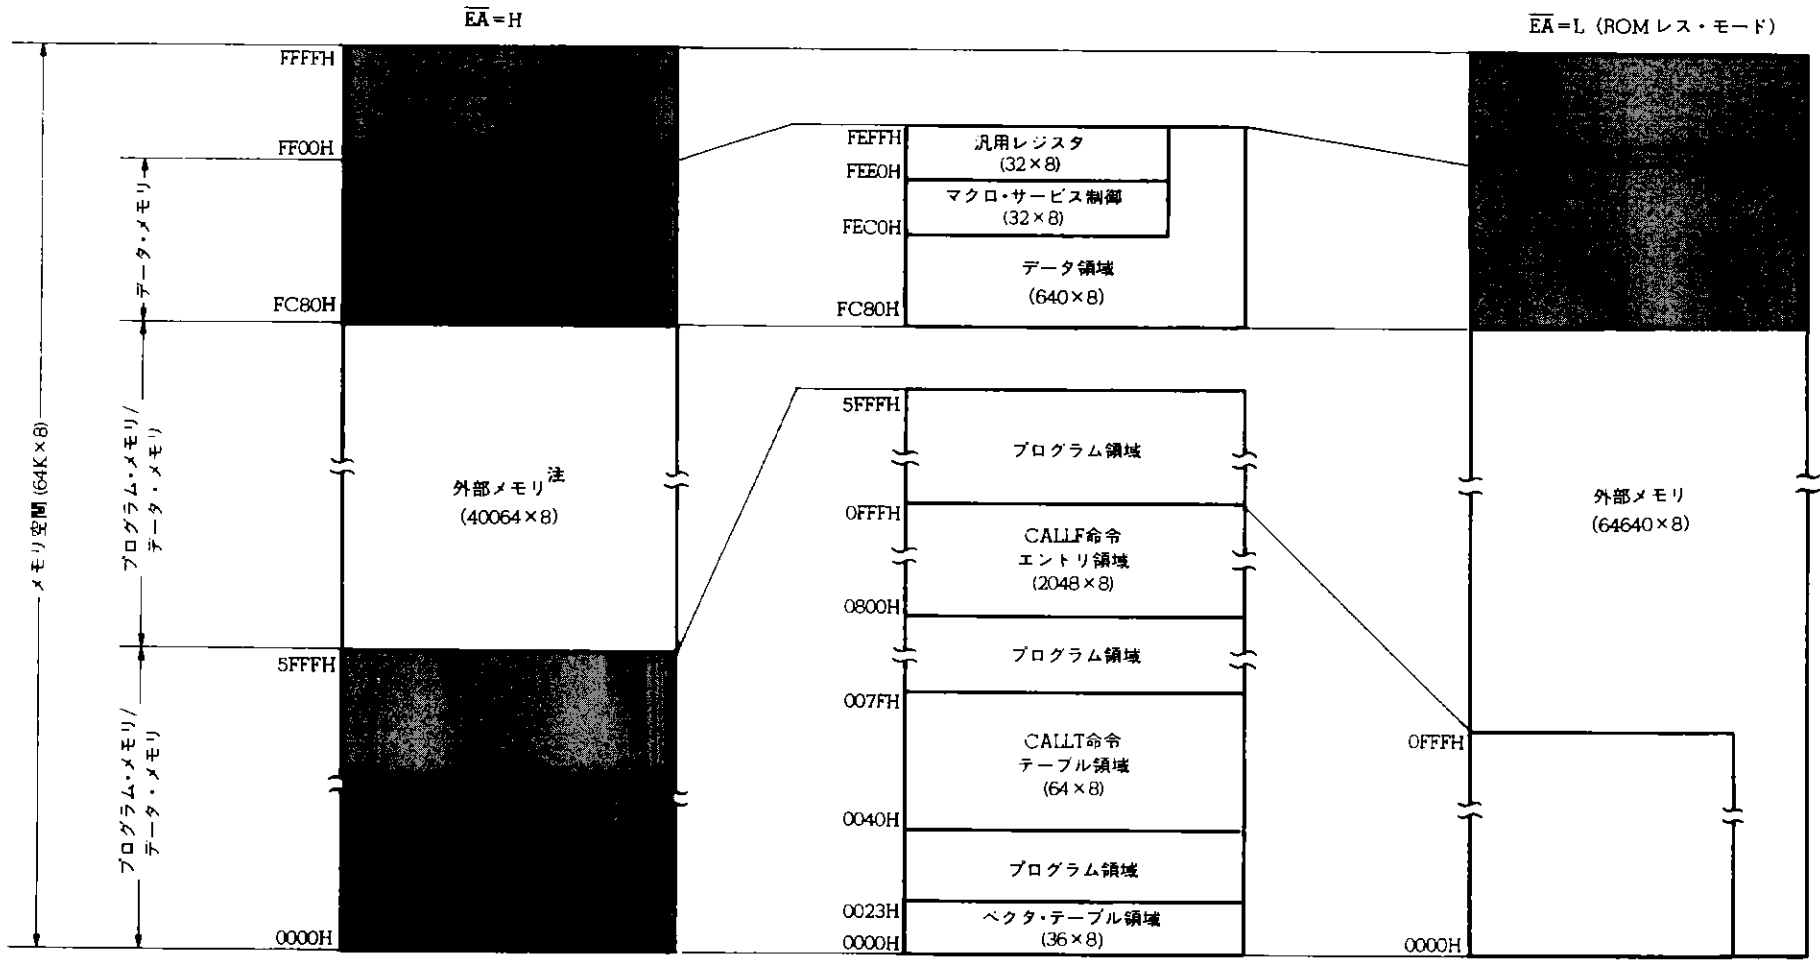 EA=H
EA=L (ROMレス・モード)
FFFFH
FF00H
FC80H
5FFFH
0000H
メモリ空間(64K×8)
データ・メモリ
プログラム・メモリ/
データ・メモリ
プログラム・メモリ/
データ・メモリ
外部メモリ注
(40064×8)
FEFFH
汎用レジスタ
(32×8)
FEE0H
マクロ・サービス制御
(32×8)
FEC0H
データ領域
(640×8)
FC80H
5FFFH
プログラム領域
0FFFH
CALLF命令
エントリ領域
(2048×8)
0800H
プログラム領域
007FH
CALLT命令
テーブル領域
(64×8)
0040H
プログラム領域
0023H
ベクタ・テーブル領域
(36×8)
0000H
外部メモリ
(64640×8)
0FFFH
0000H